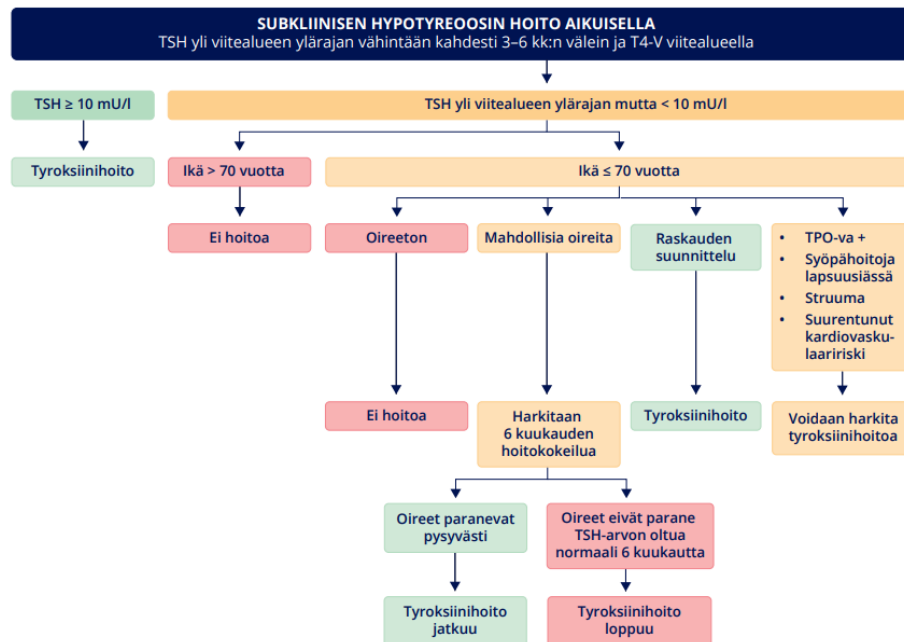 SUBKLIINISEN HYPOTYREOOSIN HOITO AIKUISELLA
TSH yli viitealueen ylärajan vähintään kahdesti 3–6 kk:n välein ja T4-V viitealueella
TSH ≥ 10 mU/l
TSH yli viitealueen ylärajan mutta < 10 mU/l
Tyroksiinihoito
Ikä > 70 vuotta
Ikä ≤ 70 vuotta
Ei hoitoa
Oireeton
Mahdollisia oireita
Raskauden
suunnittelu
• TPO-va +
• Syöpähoitoja
lapsuusiässä
• Struuma
• Suurentunut
kardiovasku-
laaririski
Ei hoitoa
Harkitaan
6 kuukauden
hoitokokeilua
Tyroksiinihoito
Voidaan harkita
tyroksiinihoitoa
Oireet paranevat
pysyvästi
Oireet eivät parane
TSH-arvon oltua
normaali 6 kuukautta
Tyroksiinihoito
jatkuu
Tyroksiinihoito
loppuu